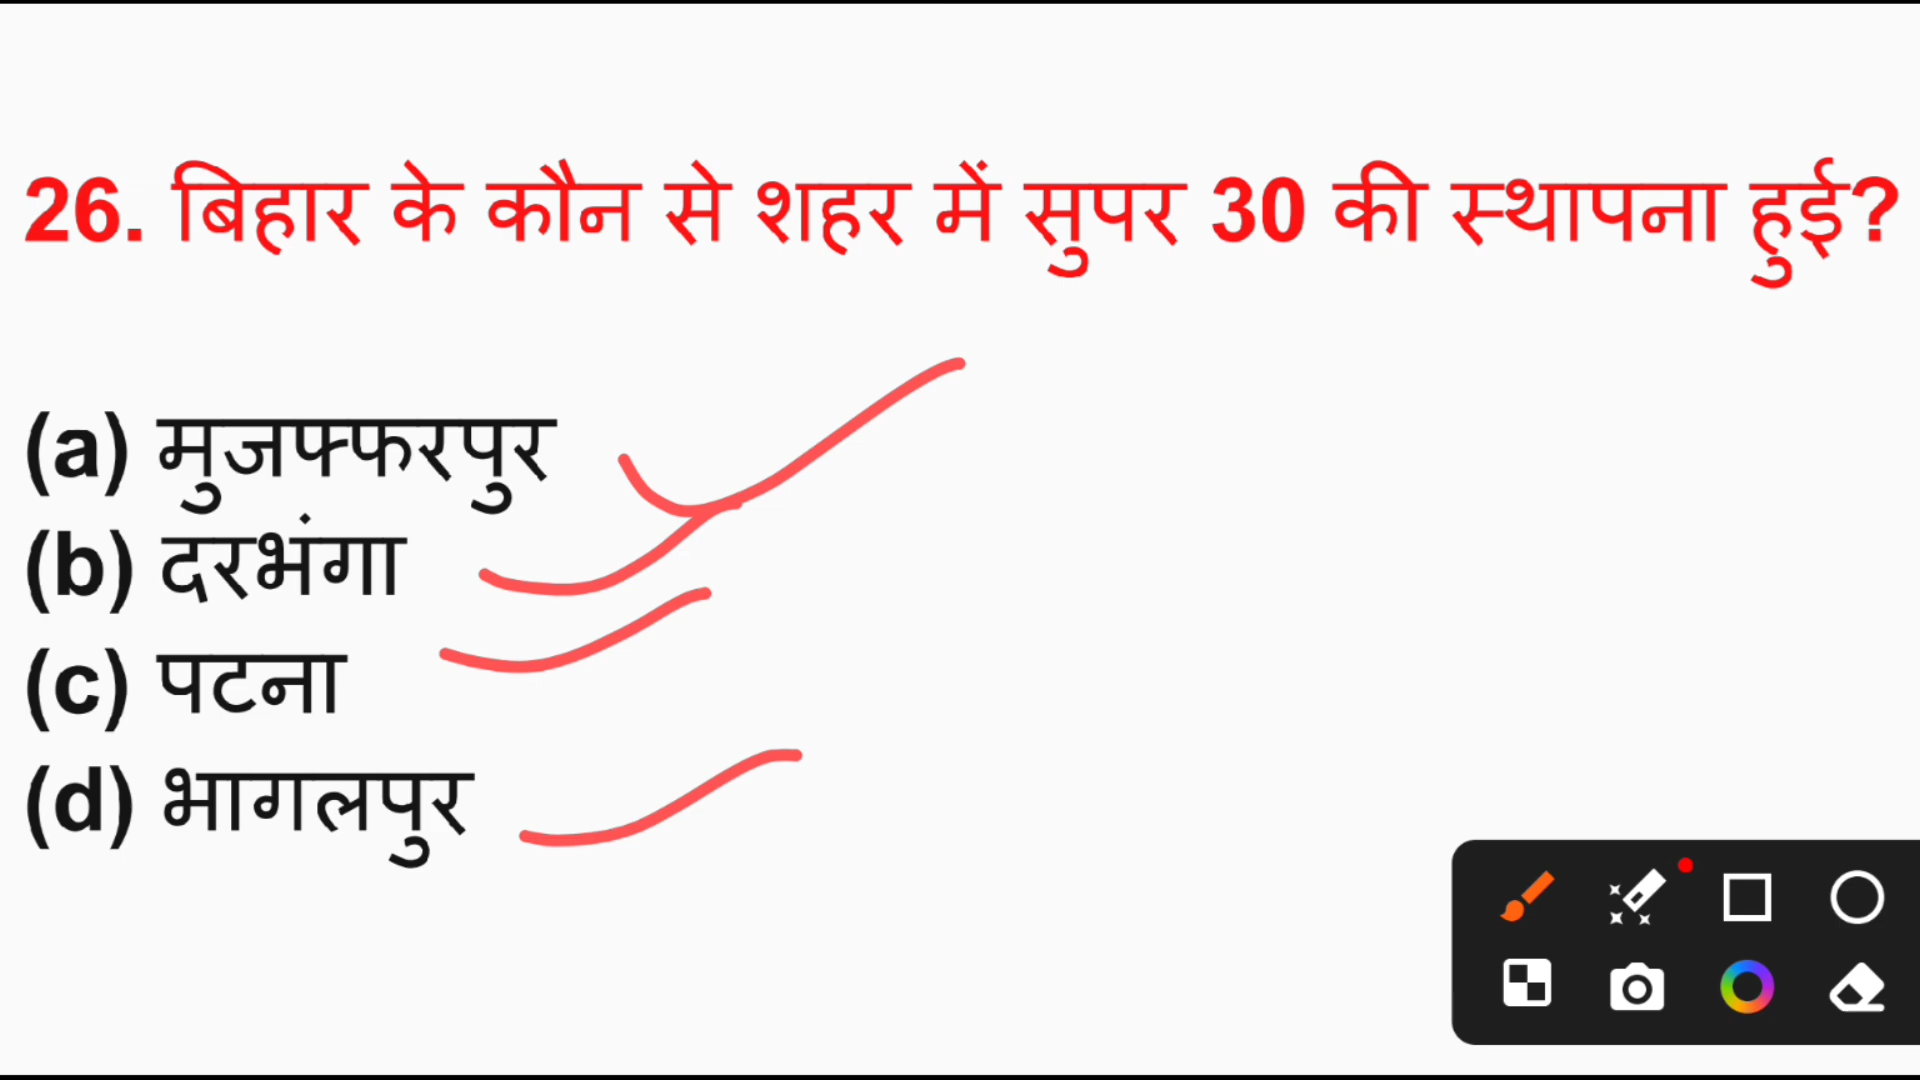 26. बिहार के कौन से शहर में सुपर 30 की स्थापना हुई?
(a) मुजफ्फरपुर
(b) दरभंगा
(c) पटना
(d) भागलपुर